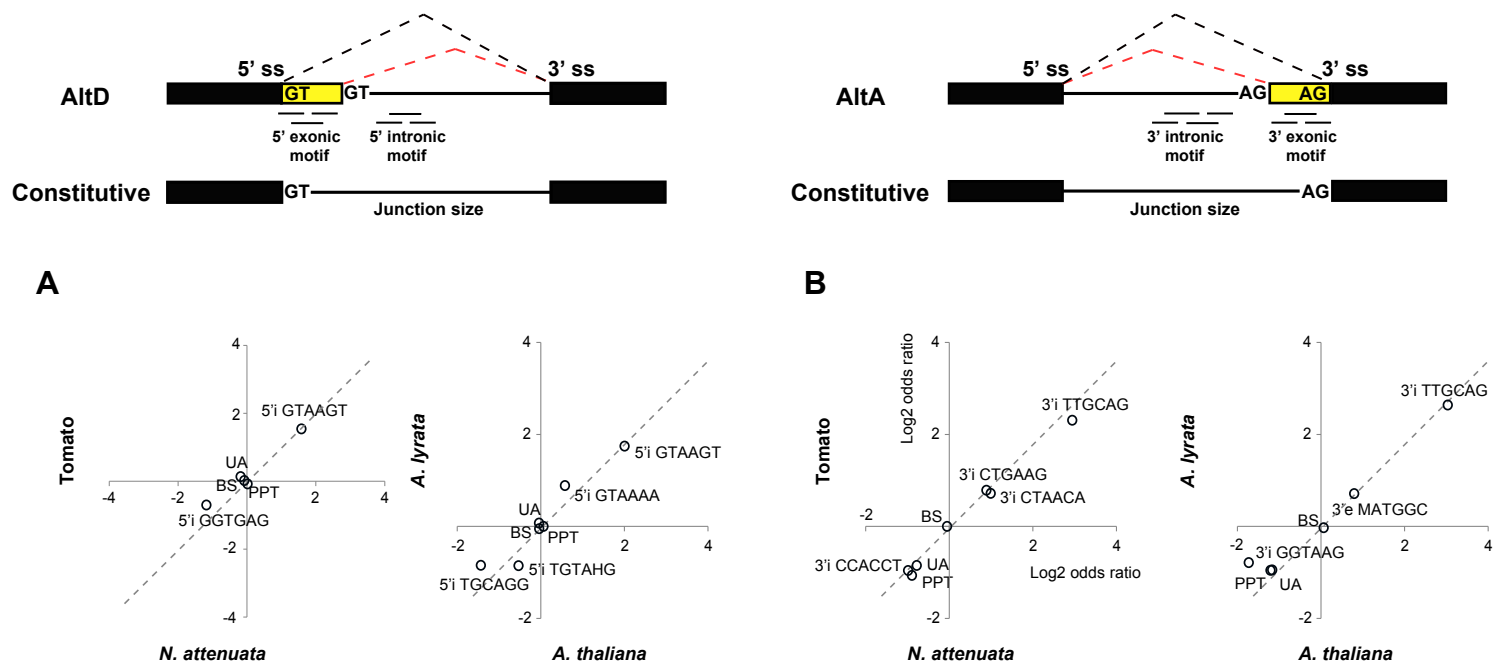 5' ss
3' ss
AltD
GT
GT
5' exonic
motif
5' intronic
motif
Constitutive
GT
Junction size
5' ss
3' ss
AltA
AG
AG
3' intronic
motif
3' exonic
motif
Constitutive
AG
Junction size
A
4
2
-4
-2
2
4
-2
-4
5'i GTAAGT
UA
BS
PPT
5'i GGTGAG
Tomato
N. attenuata
4
2
-2
2
4
-2
5'i GTAAGT
5'i GTAAAA
UA
BS
PPT
5'i TGCAGG
5'i TGTAHG
A. lyrata
A. thaliana
B
4
2
-2
2
4
-2
Log2 odds ratio
3'i TTGCAG
3'i CTGAAG
3'i CTAACA
BS
3'i CCACCT
UA
PPT
Log2 odds ratio
Tomato
N. attenuata
4
2
-2
2
4
-2
3'i TTGCAG
3'e MATGGC
BS
3'i GGTAAG
PPT
UA
A. lyrata
A. thaliana